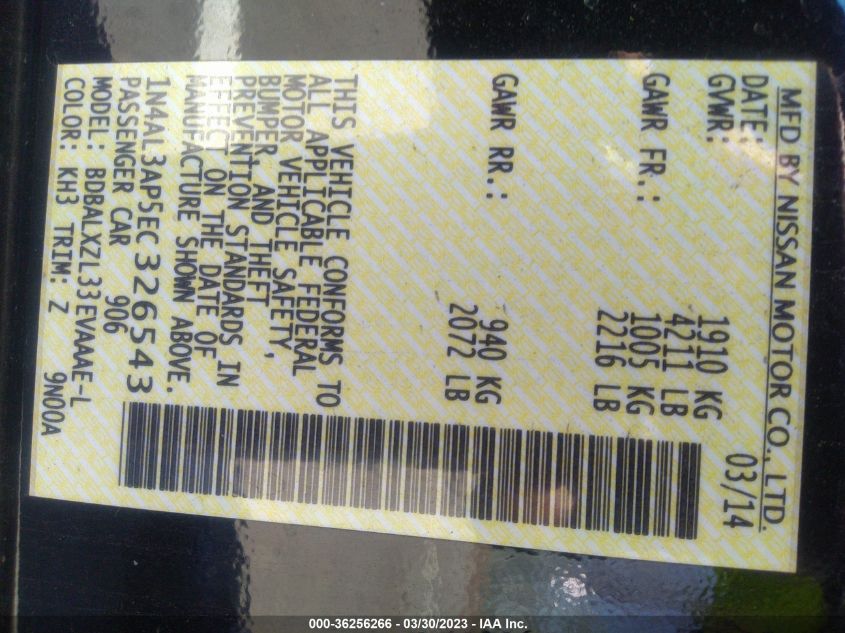 MFD BY NISSAN MOTOR CO., LTD.
DATE: 03/14
GVWR: 1910 KG
4211 LB
GAWR FR.: 1005 KG
2216 LB
GAWR RR.: 940 KG
2072 LB
THIS VEHICLE CONFORMS TO
ALL APPLICABLE FEDERAL
MOTOR VEHICLE SAFETY,
BUMPER, AND THEFT
PREVENTION STANDARDS IN
EFFECT ON THE DATE OF
MANUFACTURE SHOWN ABOVE.
1N4AL3AP5EC326543
PASSENGER CAR 906
MODEL: BDBALXZL33EVAAAE-L
COLOR: KH3 TRIM: Z 9N00A
000-36256266 - 03/30/2023 - IAA Inc.